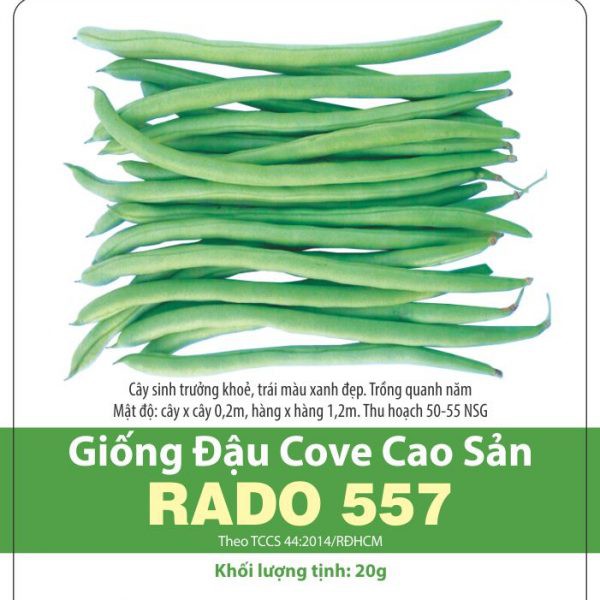 Cây sinh trưởng khoẻ, trái màu xanh đẹp. Trồng quanh năm
Mật độ: cây x cây 0,2m, hàng x hàng 1,2m. Thu hoạch 50-55 NSG
Giống Đậu Cove Cao Sản
RADO 557
Theo TCCS 44:2014/RĐHCM
Khối lượng tịnh: 20g